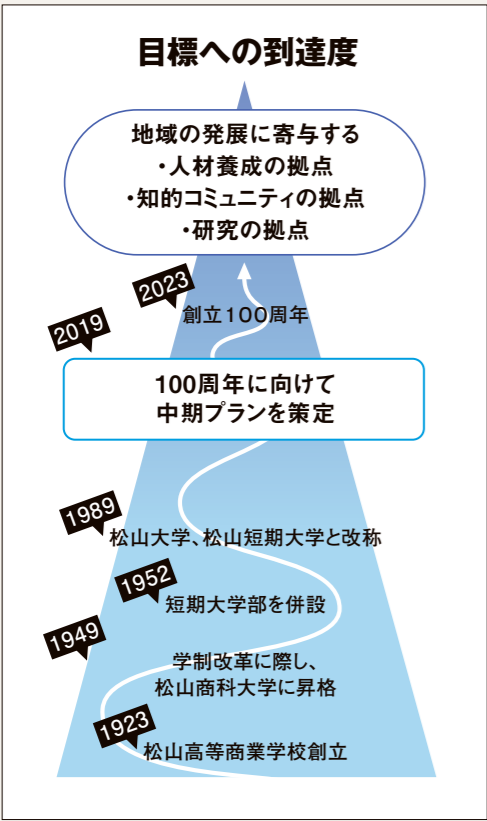 目標への到達度
地域の発展に寄与する
・人材養成の拠点
・知的コミュニティの拠点
・研究の拠点
2023
創立100周年
2019
100周年に向けて
中期プランを策定
1989
松山大学、松山短期大学と改称
1952
短期大学部を併設
1949
学制改革に際し、
松山商科大学に昇格
1923
松山高等商業学校創立